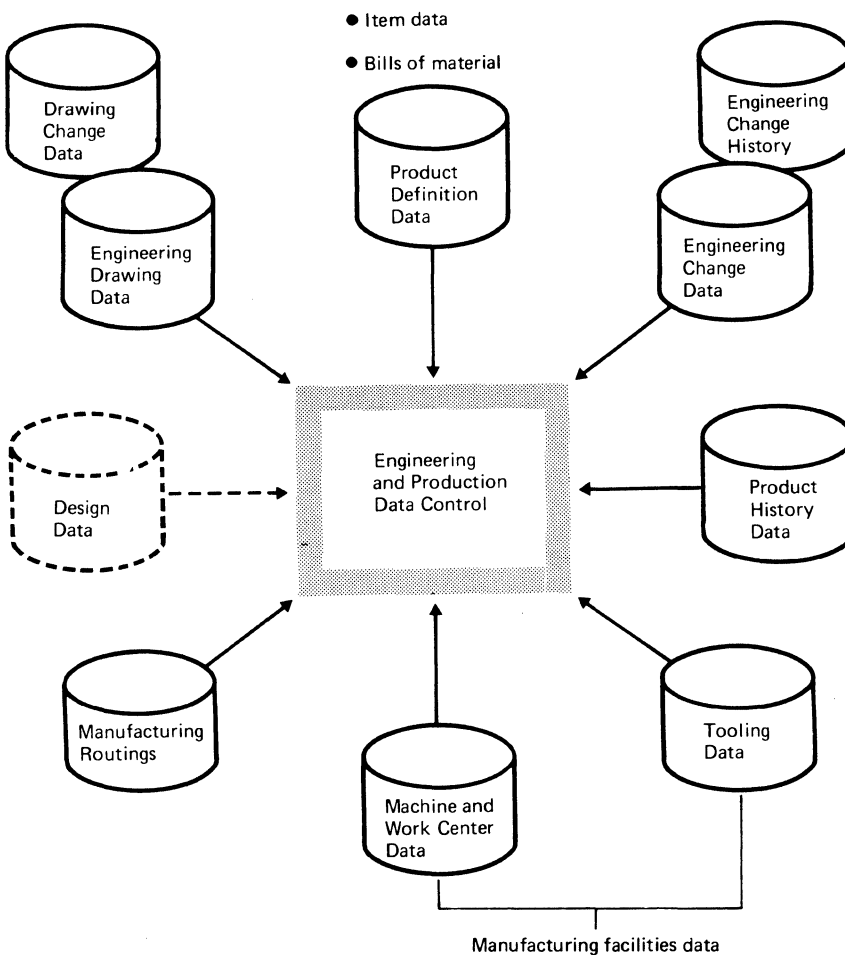 ● Item data
● Bills of material
Drawing
Change
Data
Engineering
Drawing
Data
Product
Definition
Data
Engineering
Change
History
Engineering
Change
Data
Design
Data
Engineering
and Production
Data Control
Product
History
Data
Manufacturing
Routings
Machine and
Work Center
Data
Tooling
Data
Manufacturing facilities data